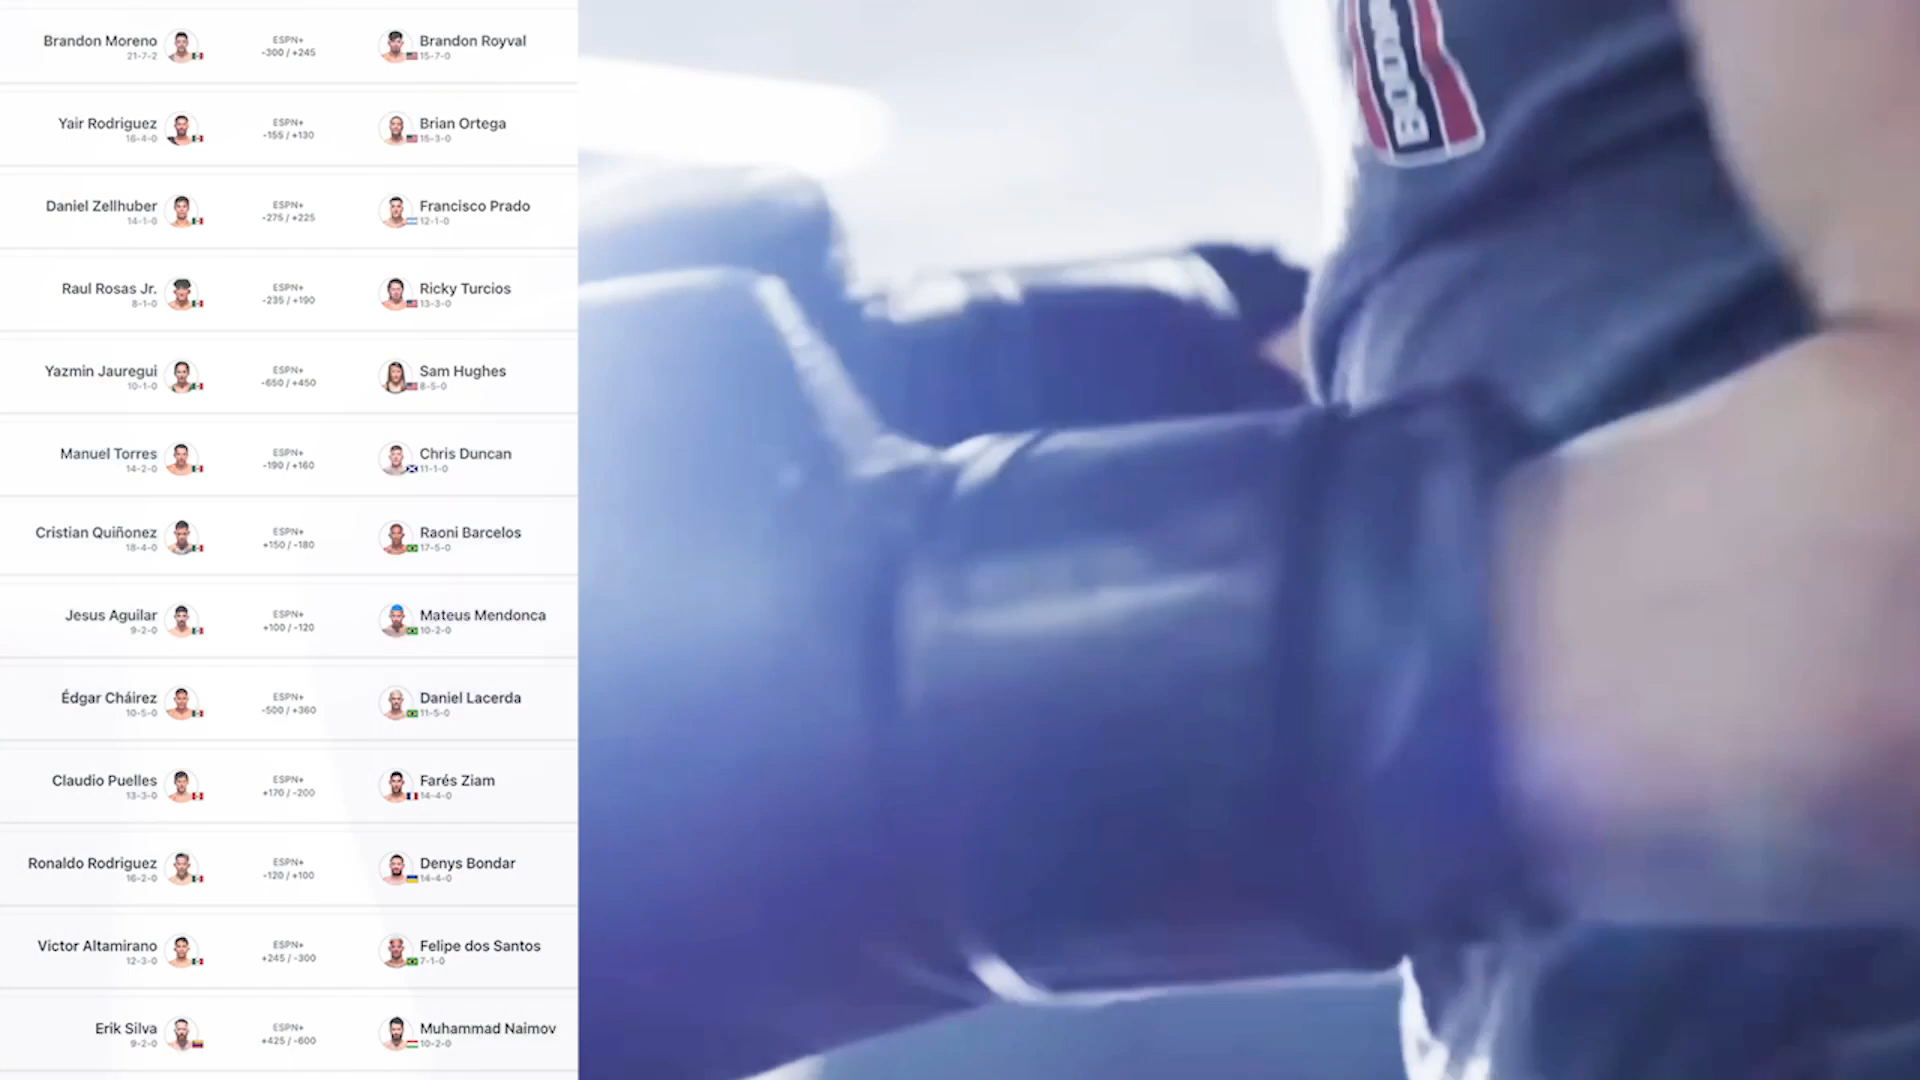 Brandon Moreno
21-7-2
ESPN+
-300 / +245
Brandon Royval
15-7-0
Yair Rodriguez
16-4-0
ESPN+
-155 / +130
Brian Ortega
15-3-0
Daniel Zellhuber
14-1-0
ESPN+
-275 / +225
Francisco Prado
12-1-0
Raul Rosas Jr.
8-1-0
ESPN+
-235 / +190
Ricky Turcios
13-3-0
Yazmin Jauregui
10-1-0
ESPN+
-650 / +450
Sam Hughes
8-5-0
Manuel Torres
14-2-0
ESPN+
-190 / +160
Chris Duncan
11-1-0
Cristian Quiñonez
18-4-0
ESPN+
+150 / -180
Raoni Barcelos
17-5-0
Jesus Aguilar
9-2-0
ESPN+
+100 / -120
Mateus Mendonca
10-2-0
Édgar Cháirez
10-5-0
ESPN+
-500 / +360
Daniel Lacerda
11-5-0
Claudio Puelles
13-3-0
ESPN+
+170 / -200
Farés Ziam
14-4-0
Ronaldo Rodriguez
16-2-0
ESPN+
-120 / +100
Denys Bondar
14-4-0
Victor Altamirano
12-3-0
ESPN+
+245 / -300
Felipe dos Santos
7-1-0
Erik Silva
9-2-0
ESPN+
+425 / -600
Muhammad Naimov
10-2-0